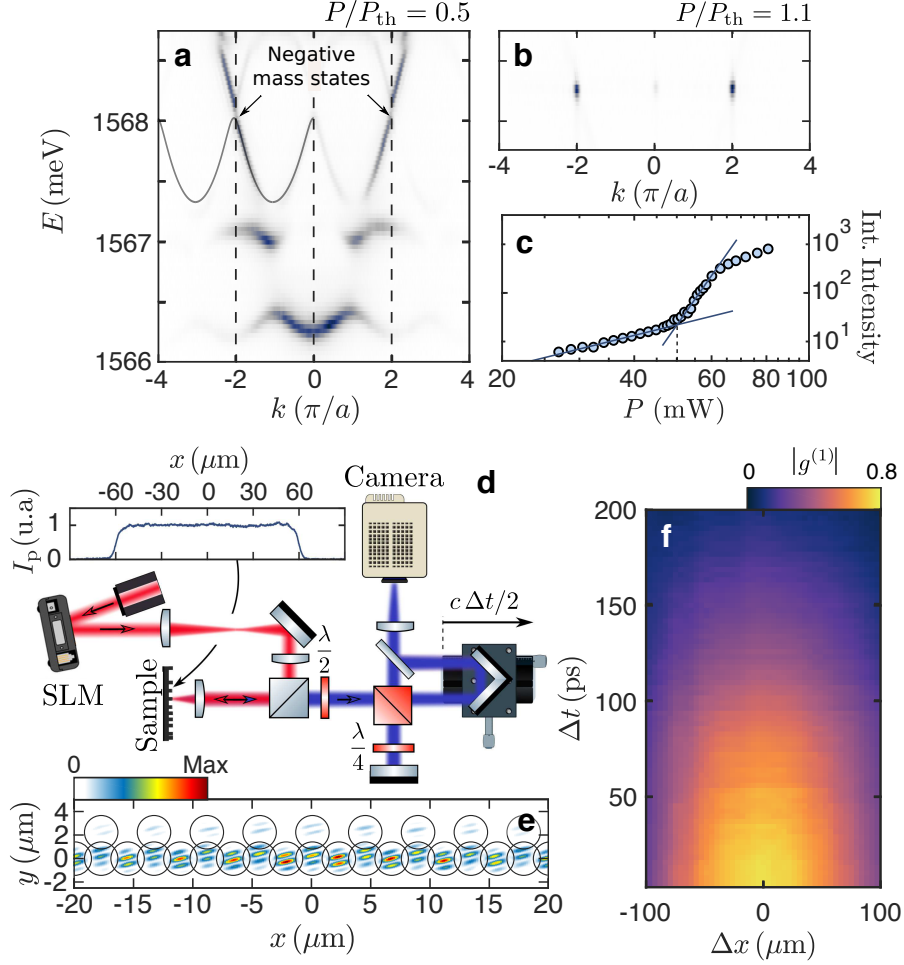 P/P_th = 0.5
P/P_th = 1.1
a
Negative
mass states
1568
1567
1566
E (meV)
-4
-2
0
2
4
k (π/a)
b
-4
-2
0
2
4
k (π/a)
c
10^3
10^2
10^1
Int. Intensity
20
40
60
80
100
P (mW)
x (μm)
-60
-30
0
30
60
I_p (u.a)
1
0
Camera
d
c Δt/2
SLM
Sample
λ/2
λ/4
0
Max
e
4
2
0
-2
y (μm)
-20
-15
-10
-5
0
5
10
15
20
x (μm)
0
|g^(1)|
0.8
f
200
150
100
50
Δt (ps)
-100
0
100
Δx (μm)